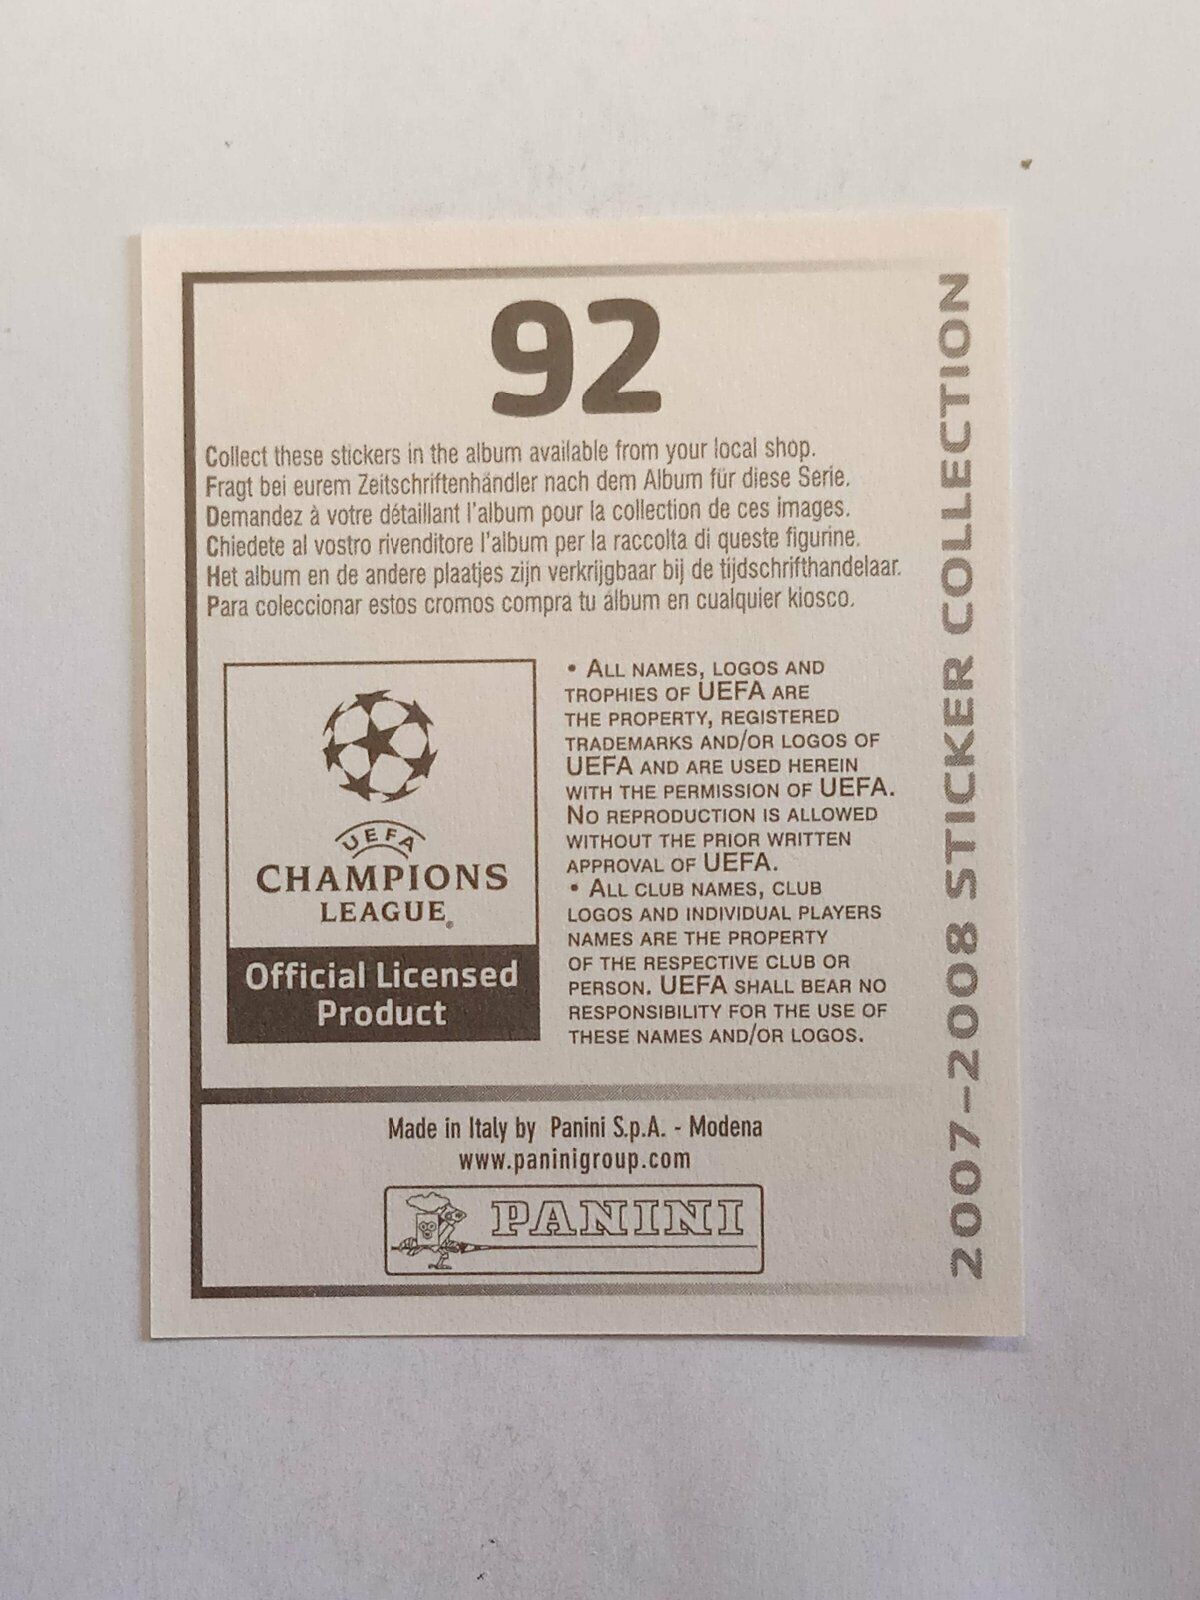 92
Collect these stickers in the album available from your local shop.
Fragt bei eurem Zeitschriftenhändler nach dem Album für diese Serie.
Demandez à votre détaillant l'album pour la collection de ces images.
Chiedete al vostro rivenditore l'album per la raccolta di queste figurine.
Het album en de andere plaatjes zijn verkrijgbaar bij de tijdschrifthandelaar.
Para coleccionar estos cromos compra tu álbum en cualquier kiosco.
UEFA
CHAMPIONS
LEAGUE®
Official Licensed
Product
• ALL NAMES, LOGOS AND
TROPHIES OF UEFA ARE
THE PROPERTY, REGISTERED
TRADEMARKS AND/OR LOGOS OF
UEFA AND ARE USED HEREIN
WITH THE PERMISSION OF UEFA.
NO REPRODUCTION IS ALLOWED
WITHOUT THE PRIOR WRITTEN
APPROVAL OF UEFA.
• ALL CLUB NAMES, CLUB
LOGOS AND INDIVIDUAL PLAYERS
NAMES ARE THE PROPERTY
OF THE RESPECTIVE CLUB OR
PERSON. UEFA SHALL BEAR NO
RESPONSIBILITY FOR THE USE OF
THESE NAMES AND/OR LOGOS.
Made in Italy by Panini S.p.A. - Modena
www.paninigroup.com
PANINI
2007-2008 STICKER COLLECTION